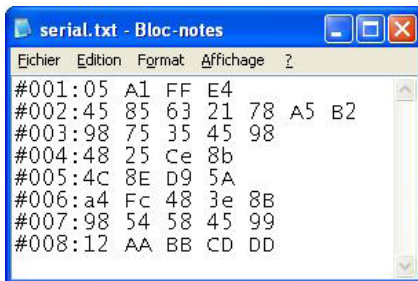 serial.txt - Bloc-notes
Fichier Edition Format Affichage ?
#001:05 A1 FF E4
#002:45 85 63 21 78 A5 B2
#003:98 75 35 45 98
#004:48 25 Ce 8b
#005:4C 8E D9 5A
#006:a4 Fc 48 3e 8B
#007:98 54 58 45 99
#008:12 AA BB CD DD